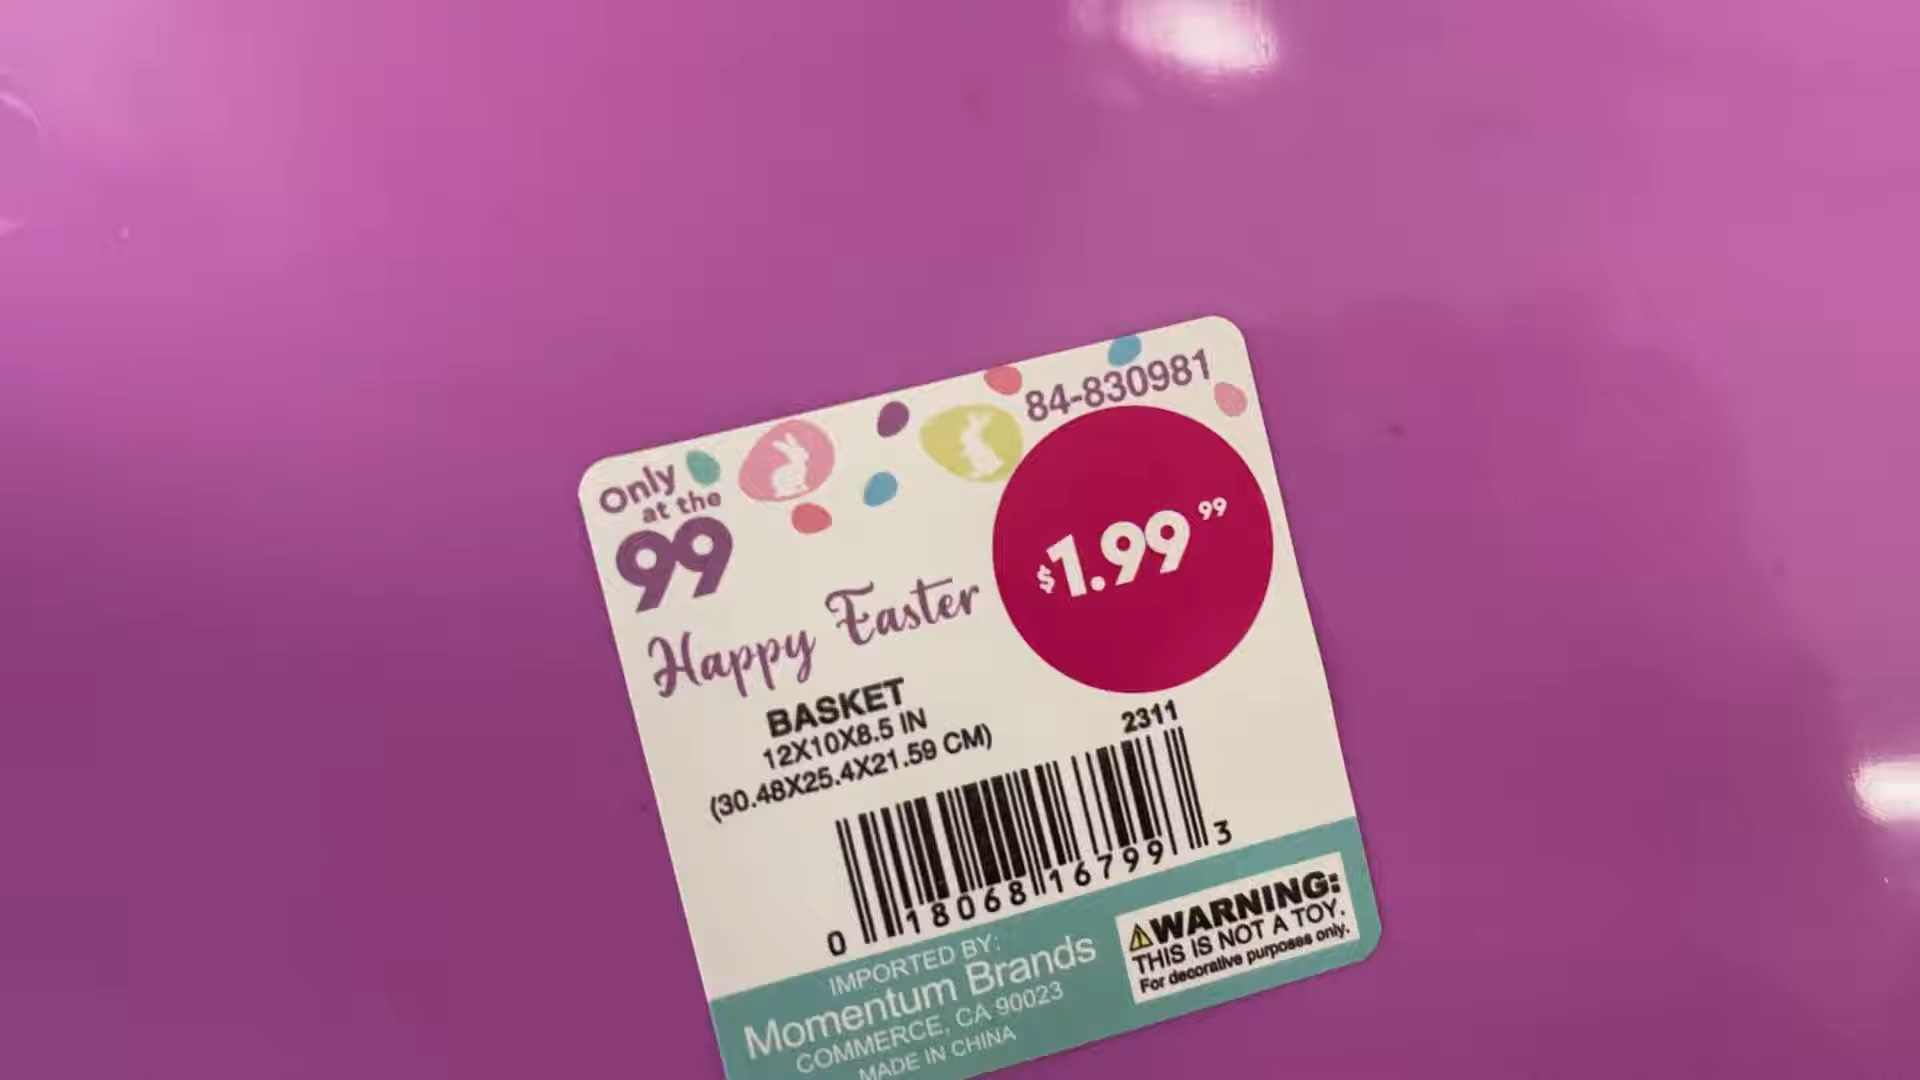 84-830981
Only
at the
99
$1.99 99
Happy Easter
BASKET
12X10X8.5 IN
(30.48X25.4X21.59 CM)
2311
0 18068 16799 3
IMPORTED BY:
Momentum Brands
COMMERCE, CA 90023
MADE IN CHINA
WARNING:
THIS IS NOT A TOY.
For decorative purposes only.